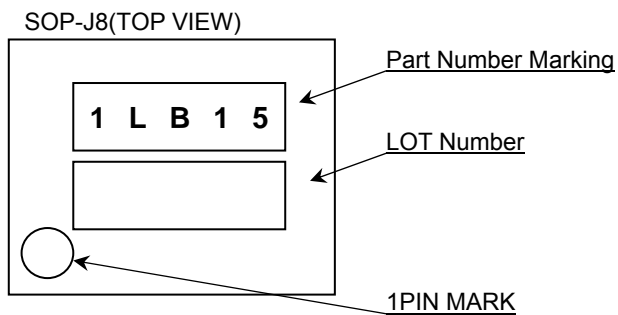 SOP-J8(TOP VIEW)
Part Number Marking
1 L B 1 5
LOT Number
1PIN MARK